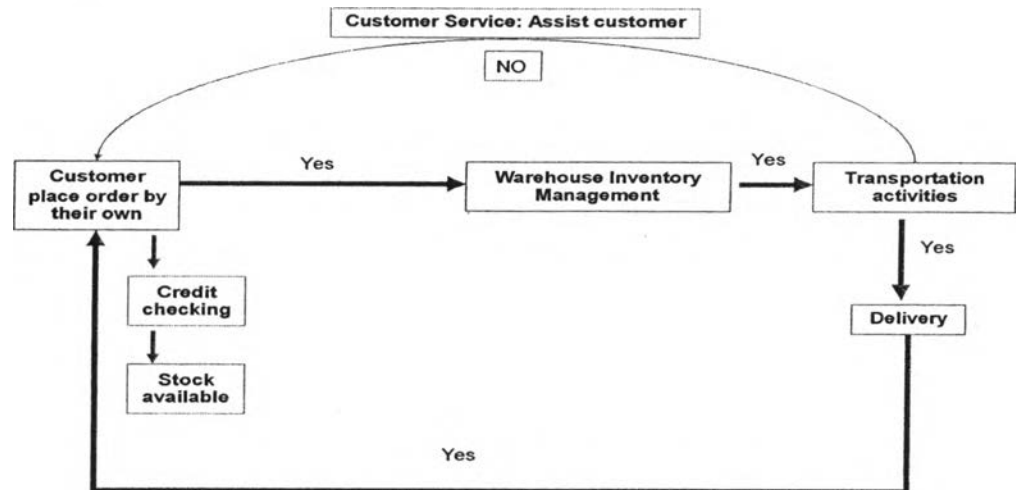 Customer Service: Assist customer
NO
Yes
Yes
Customer
place order by
their own
Warehouse Inventory
Management
Transportation
activities
Yes
Credit
checking
Delivery
Stock
available
Yes